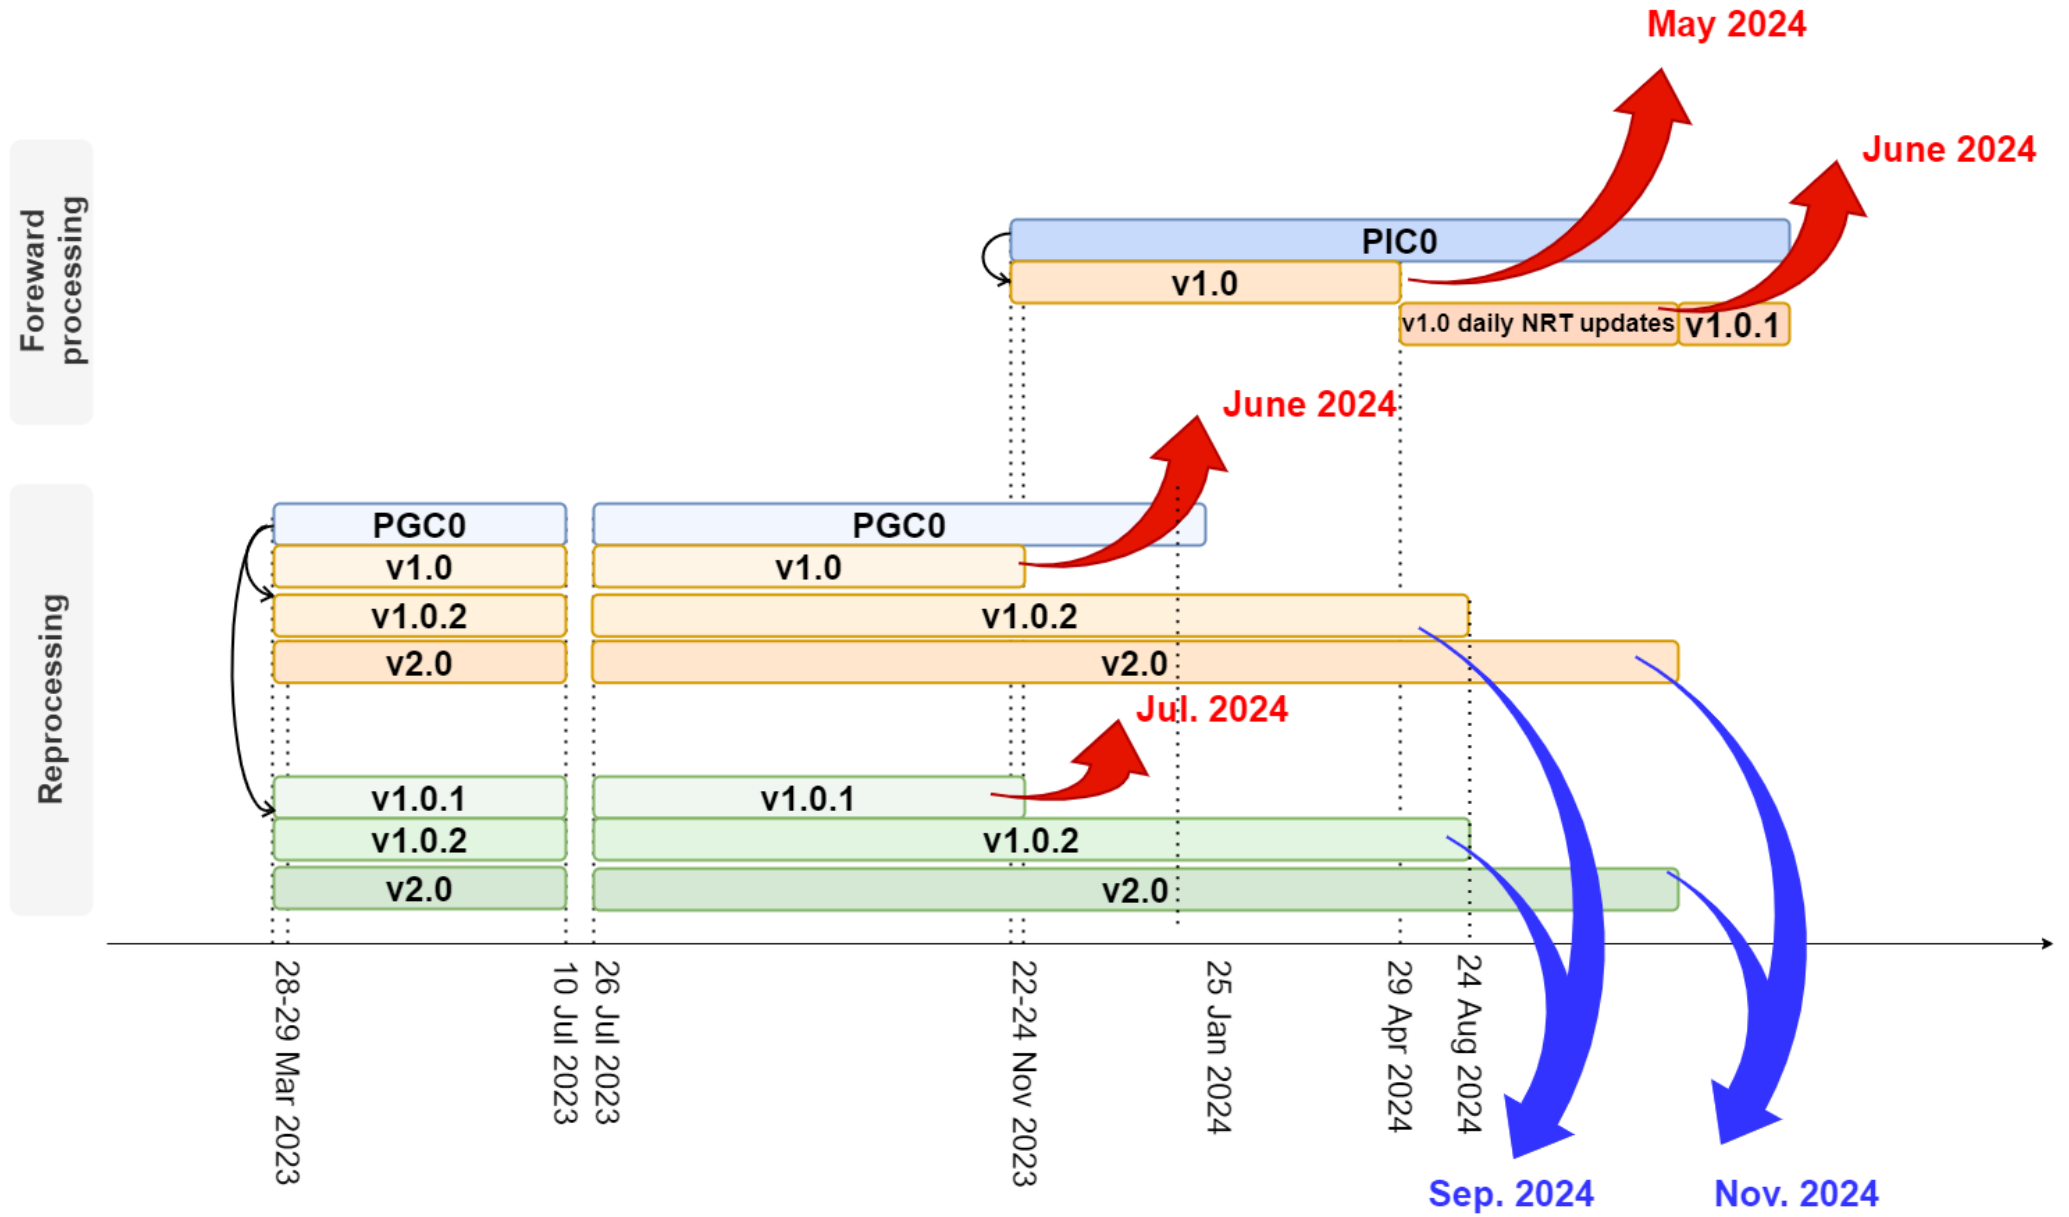 May 2024
June 2024
Foreward
processing
PIC0
v1.0
v1.0 daily NRT updates
v1.0.1
June 2024
Reprocessing
PGC0
PGC0
v1.0
v1.0
v1.0.2
v1.0.2
v2.0
v2.0
Jul. 2024
v1.0.1
v1.0.1
v1.0.2
v1.0.2
v2.0
v2.0
28-29 Mar 2023
10 Jul 2023
26 Jul 2023
22-24 Nov 2023
25 Jan 2024
29 Apr 2024
24 Aug 2024
Sep. 2024
Nov. 2024